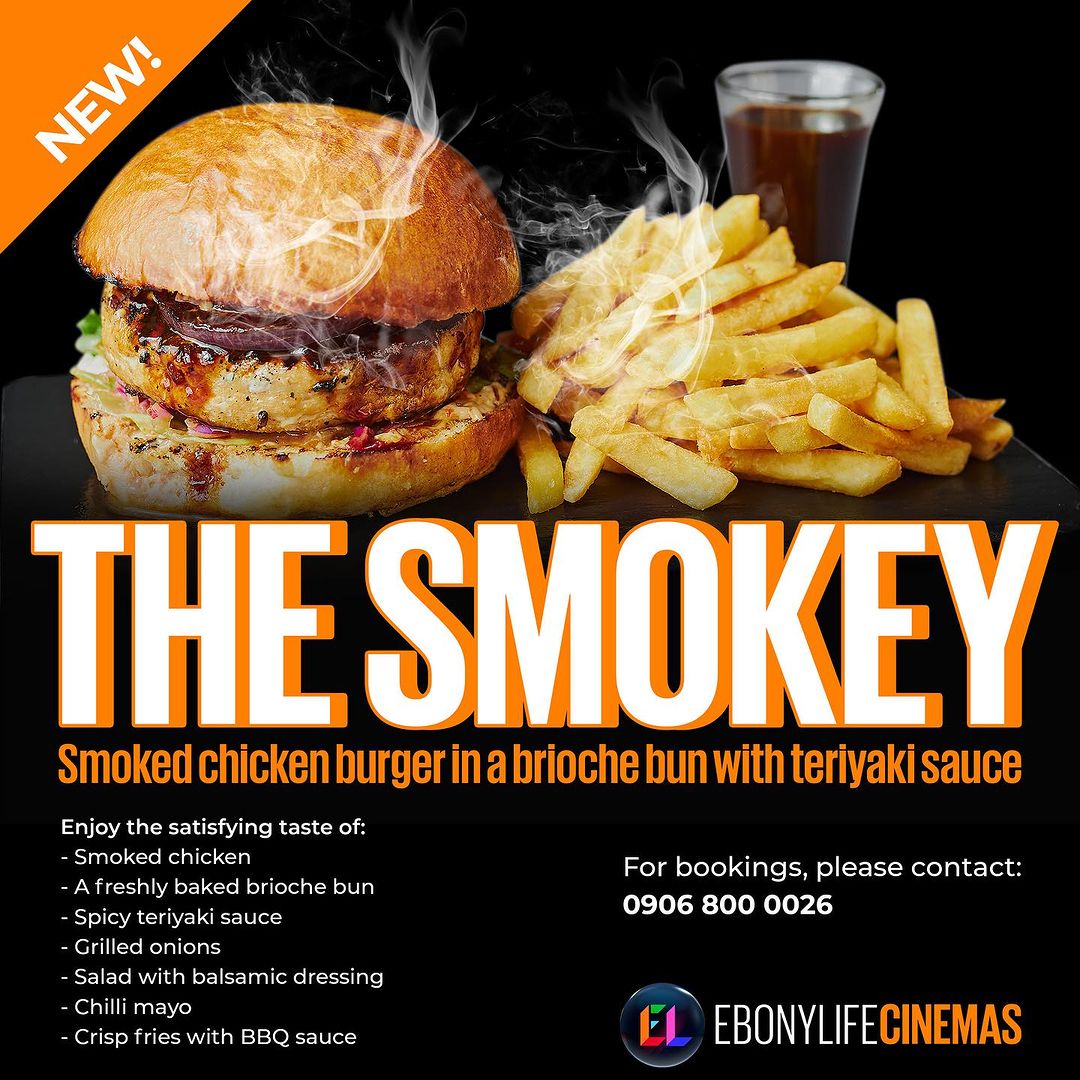 NEW!
THE SMOKEY
Smoked chicken burger in a brioche bun with teriyaki sauce
Enjoy the satisfying taste of:
- Smoked chicken
- A freshly baked brioche bun
- Spicy teriyaki sauce
- Grilled onions
- Salad with balsamic dressing
- Chilli mayo
- Crisp fries with BBQ sauce
For bookings, please contact:
0906 800 0026
EL EBONYLIFECINEMAS